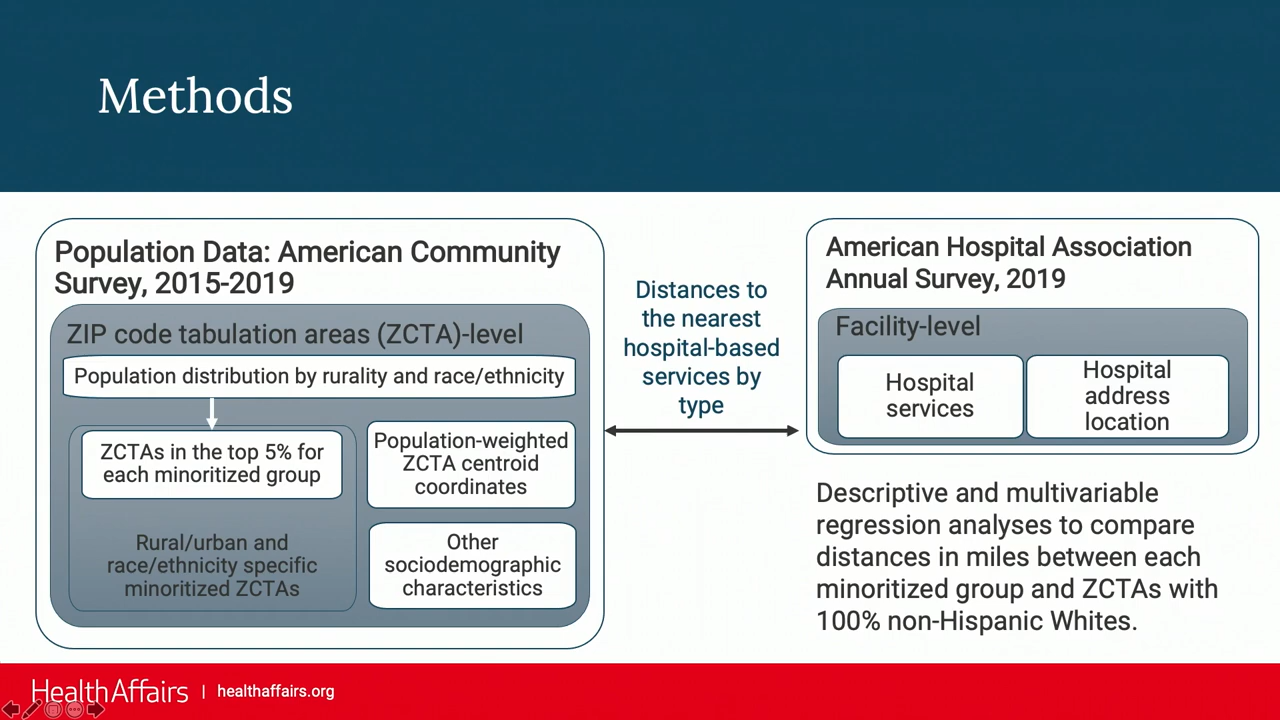 Methods
Population Data: American Community
Survey, 2015-2019
ZIP code tabulation areas (ZCTA)-level
Population distribution by rurality and race/ethnicity
ZCTAs in the top 5% for
each minoritized group
Rural/urban and
race/ethnicity specific
minoritized ZCTAs
Population-weighted
ZCTA centroid
coordinates
Other
sociodemographic
characteristics
Distances to
the nearest
hospital-based
services by
type
American Hospital Association
Annual Survey, 2019
Facility-level
Hospital
services
Hospital
address
location
Descriptive and multivariable
regression analyses to compare
distances in miles between each
minoritized group and ZCTAs with
100% non-Hispanic Whites.
HealthAffairs | healthaffairs.org